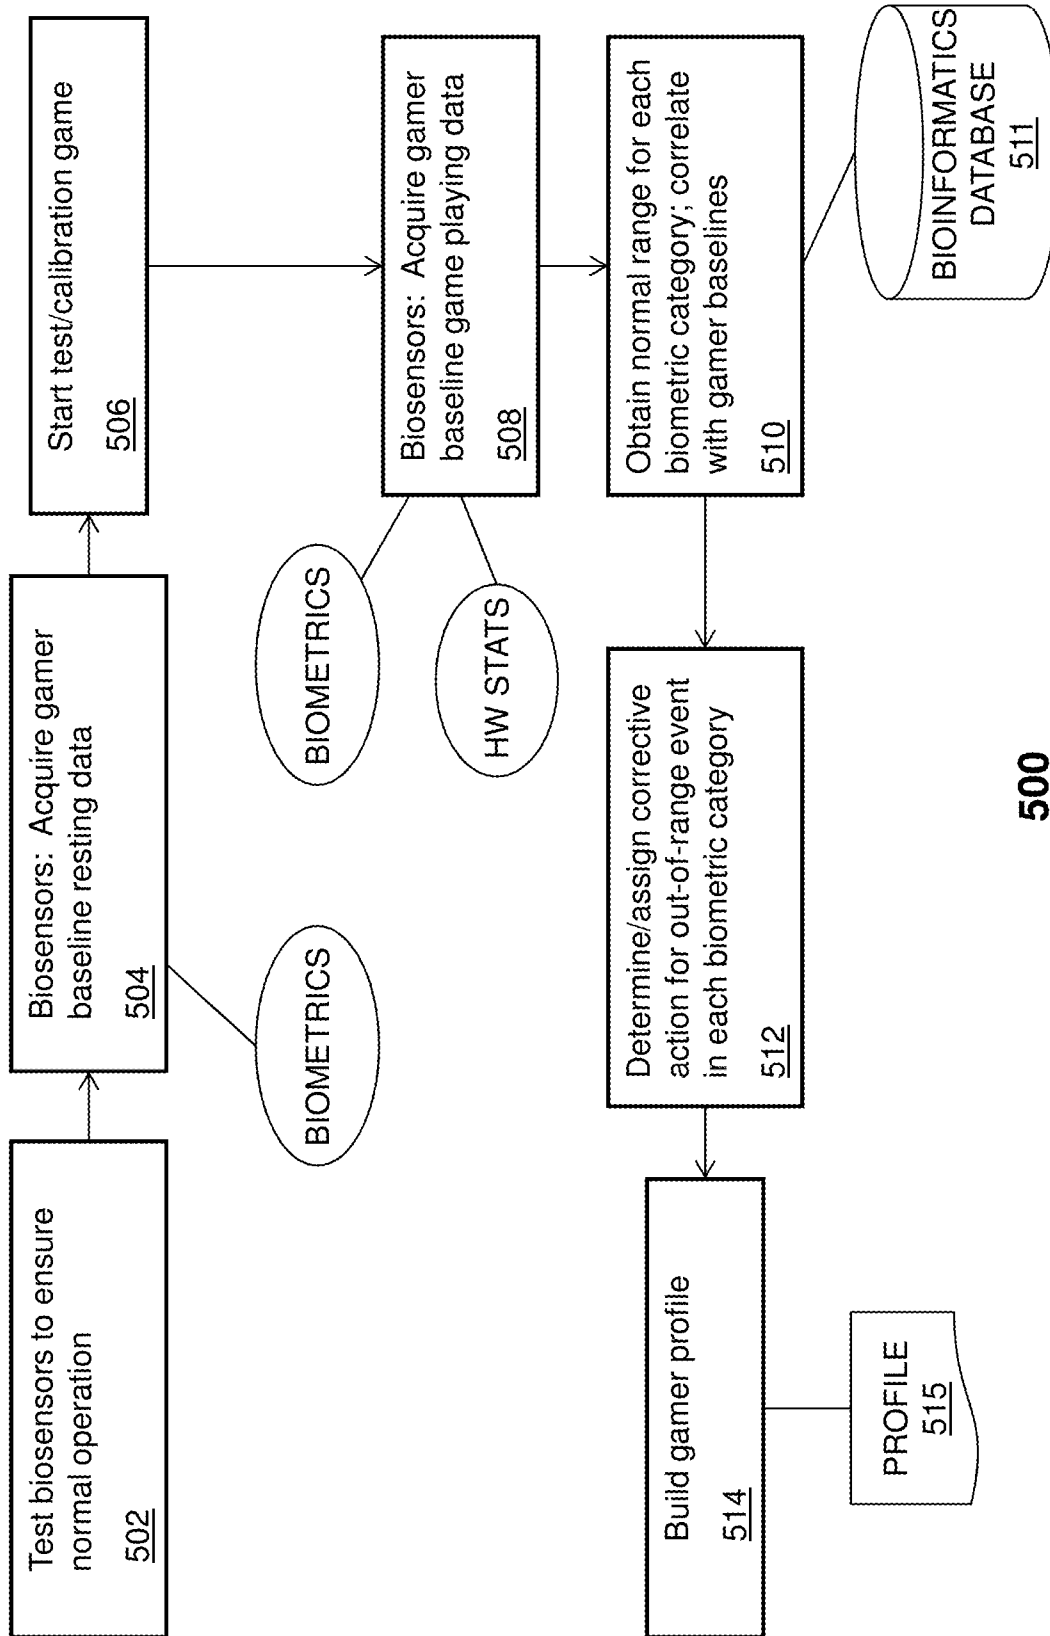 Test biosensors to ensure
normal operation
502
Biosensors: Acquire gamer
baseline resting data
504
BIOMETRICS
Start test/calibration game
506
Biosensors: Acquire gamer
baseline game playing data
508
BIOMETRICS
HW STATS
Obtain normal range for each
biometric category; correlate
with gamer baselines
510
BIOINFORMATICS
DATABASE
511
Determine/assign corrective
action for out-of-range event
in each biometric category
512
Build gamer profile
514
PROFILE
515
500